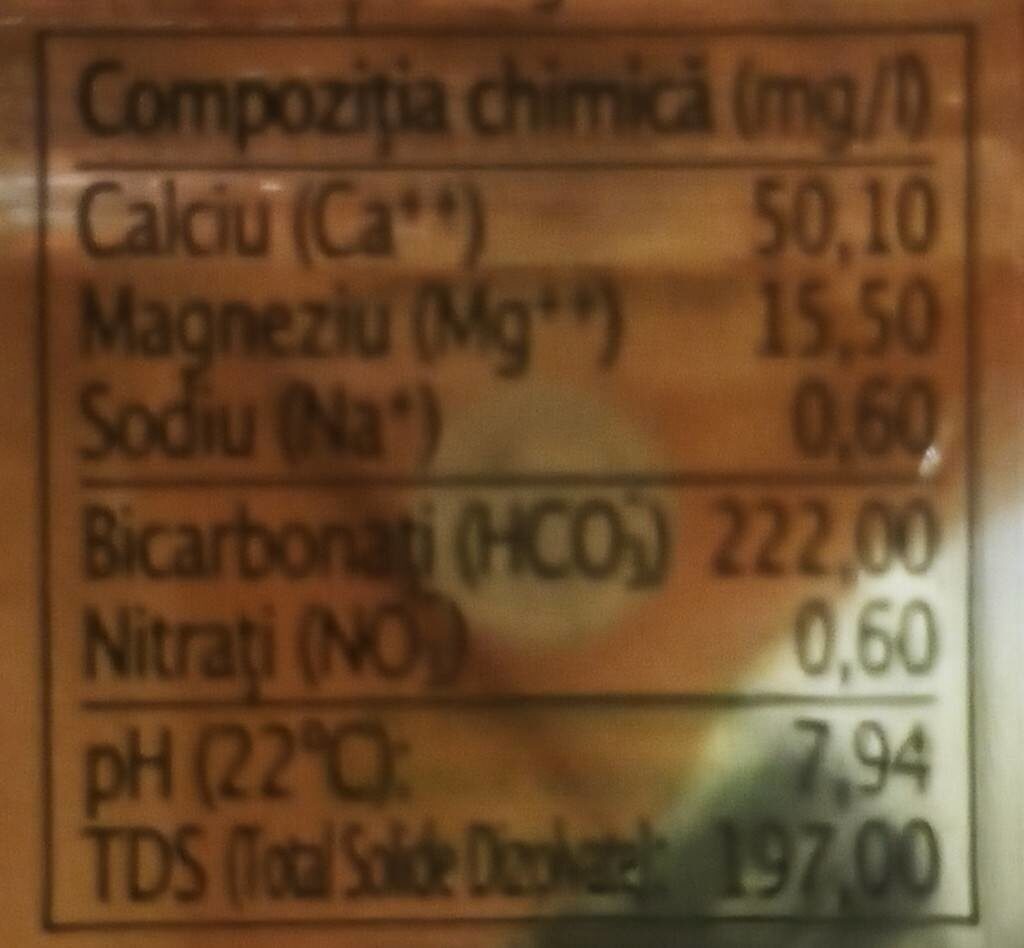 Compoziția chimică (mg/l)
Calciu (Ca⁺⁺) 50,10
Magneziu (Mg⁺⁺) 15,50
Sodiu (Na⁺) 0,60
Bicarbonați (HCO₃⁻) 222,00
Nitrați (NO₃⁻) 0,60
pH (22°C): 7,94
TDS (Total Solide Dizolvate): 197,00